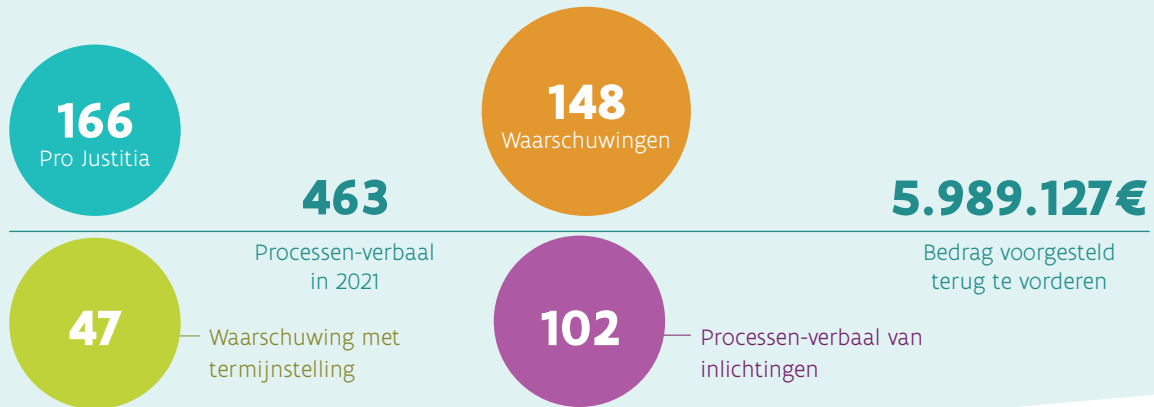 166
Pro Justitia
148
Waarschuwingen
463
Processen-verbaal
in 2021
5.989.127€
Bedrag voorgesteld
terug te vorderen
47
Waarschuwing met
termijnstelling
102
Processen-verbaal van
inlichtingen